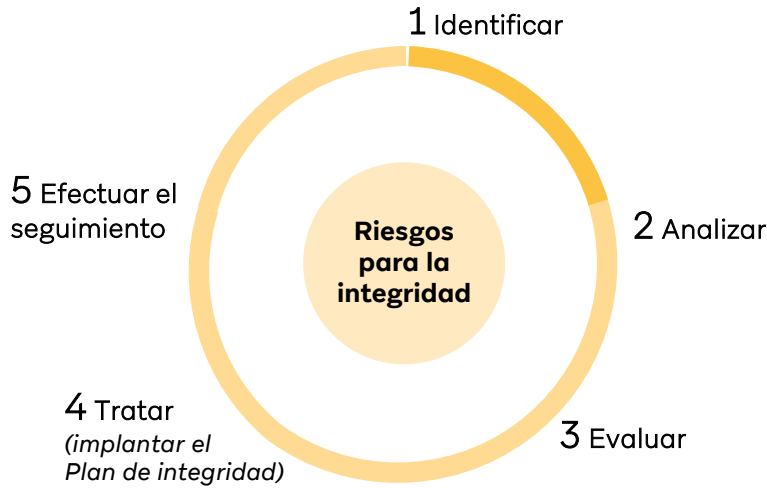 1 Identificar
2 Analizar
3 Evaluar
4 Tratar
(implantar el
Plan de integridad)
5 Efectuar el
seguimiento
Riesgos
para la
integridad